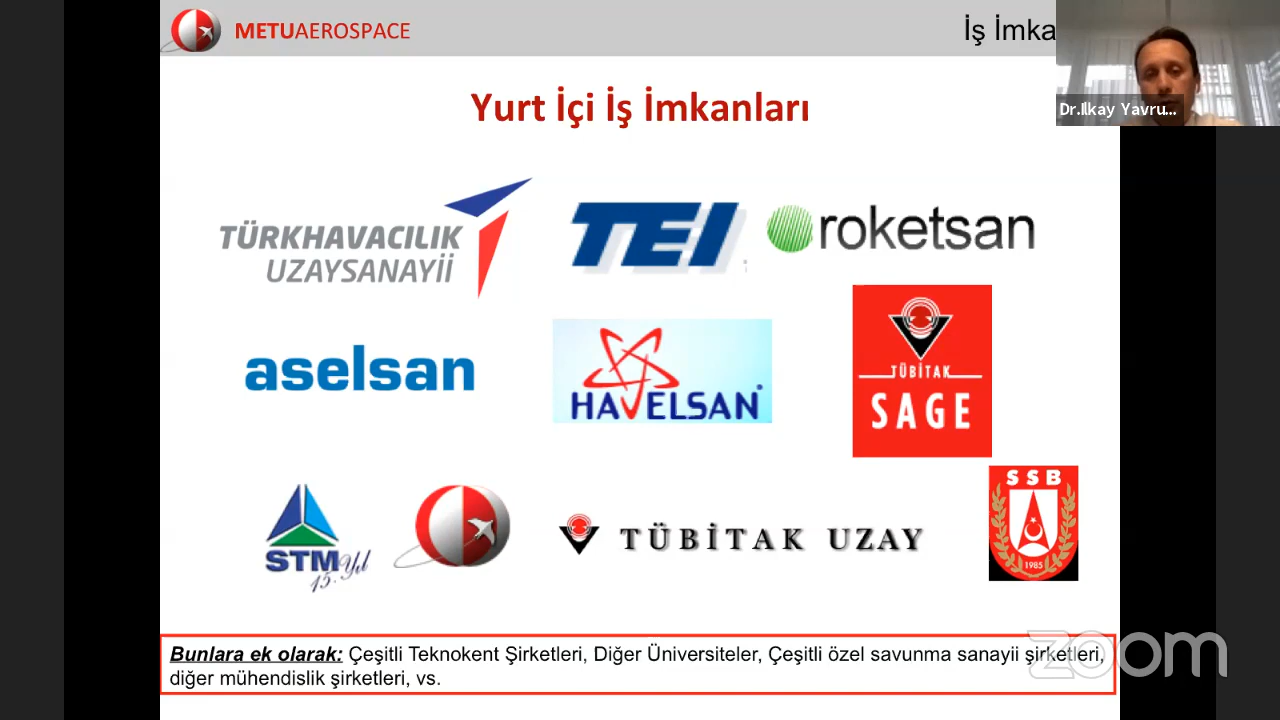 METUAEROSPACE
İş İmka
Dr.Ilkay Yavru...
Yurt İçi İş İmkanları
TÜRKHAVACILIK
UZAYSANAYİİ
TEI
roketsan
aselsan
HAVELSAN
TÜBİTAK
SAGE
STM
15. Yıl
TÜBİTAK UZAY
SSB
1985
Bunlara ek olarak: Çeşitli Teknokent Şirketleri, Diğer Üniversiteler, Çeşitli özel savunma sanayii şirketleri,
diğer mühendislik şirketleri, vs.
zoom